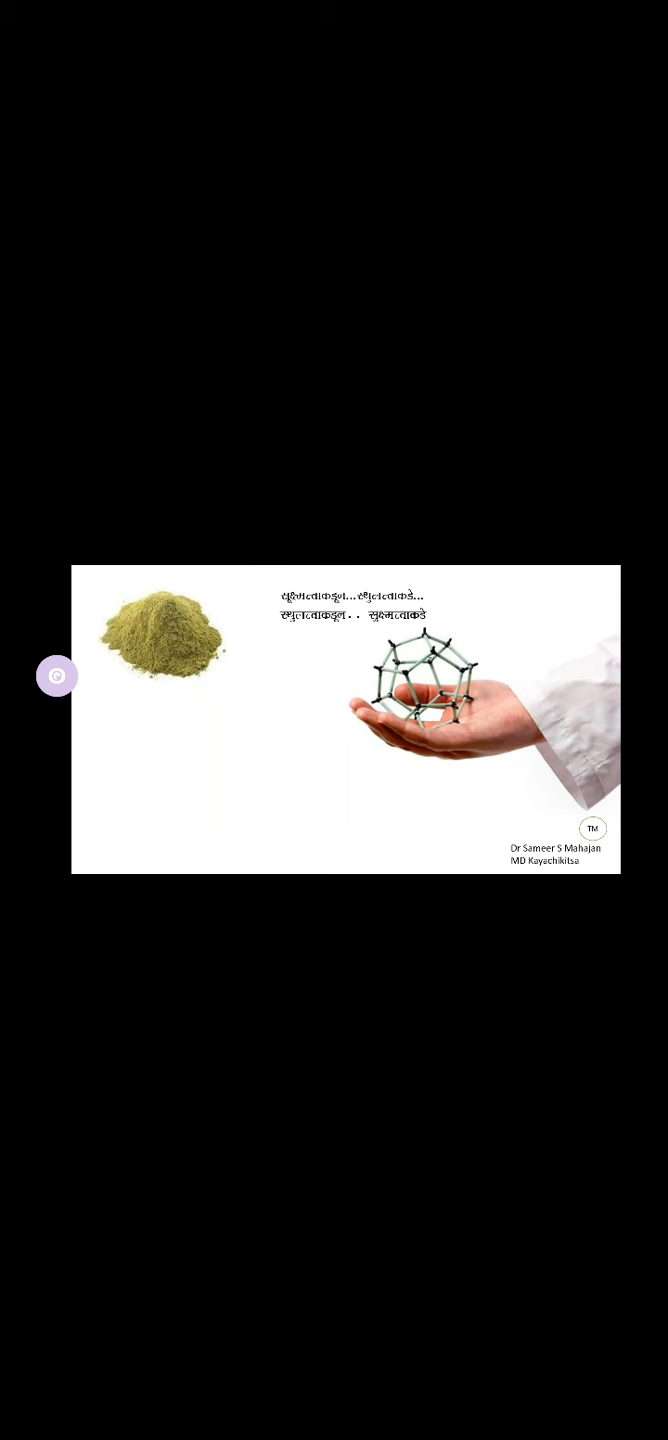 सूक्ष्मत्वाकडून...स्थुलत्वाकडे...
स्थुलत्वाकडून . . सुक्ष्मत्वाकडे
TM
Dr Sameer S Mahajan
MD Kayachikitsa